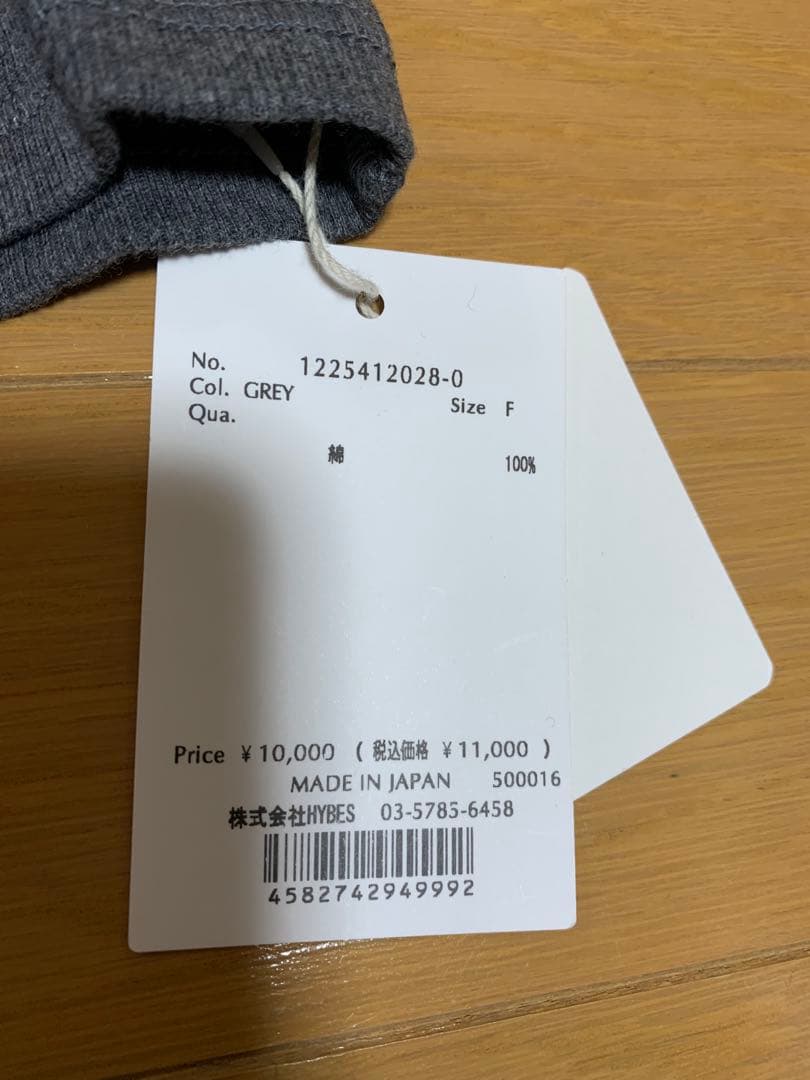 No. 1225412028-0
Col. GREY Size F
Qua.
綿 100%
Price ¥10,000 ( 税込価格 ¥11,000 )
MADE IN JAPAN 500016
株式会社HYBES 03-5785-6458
4582742949992